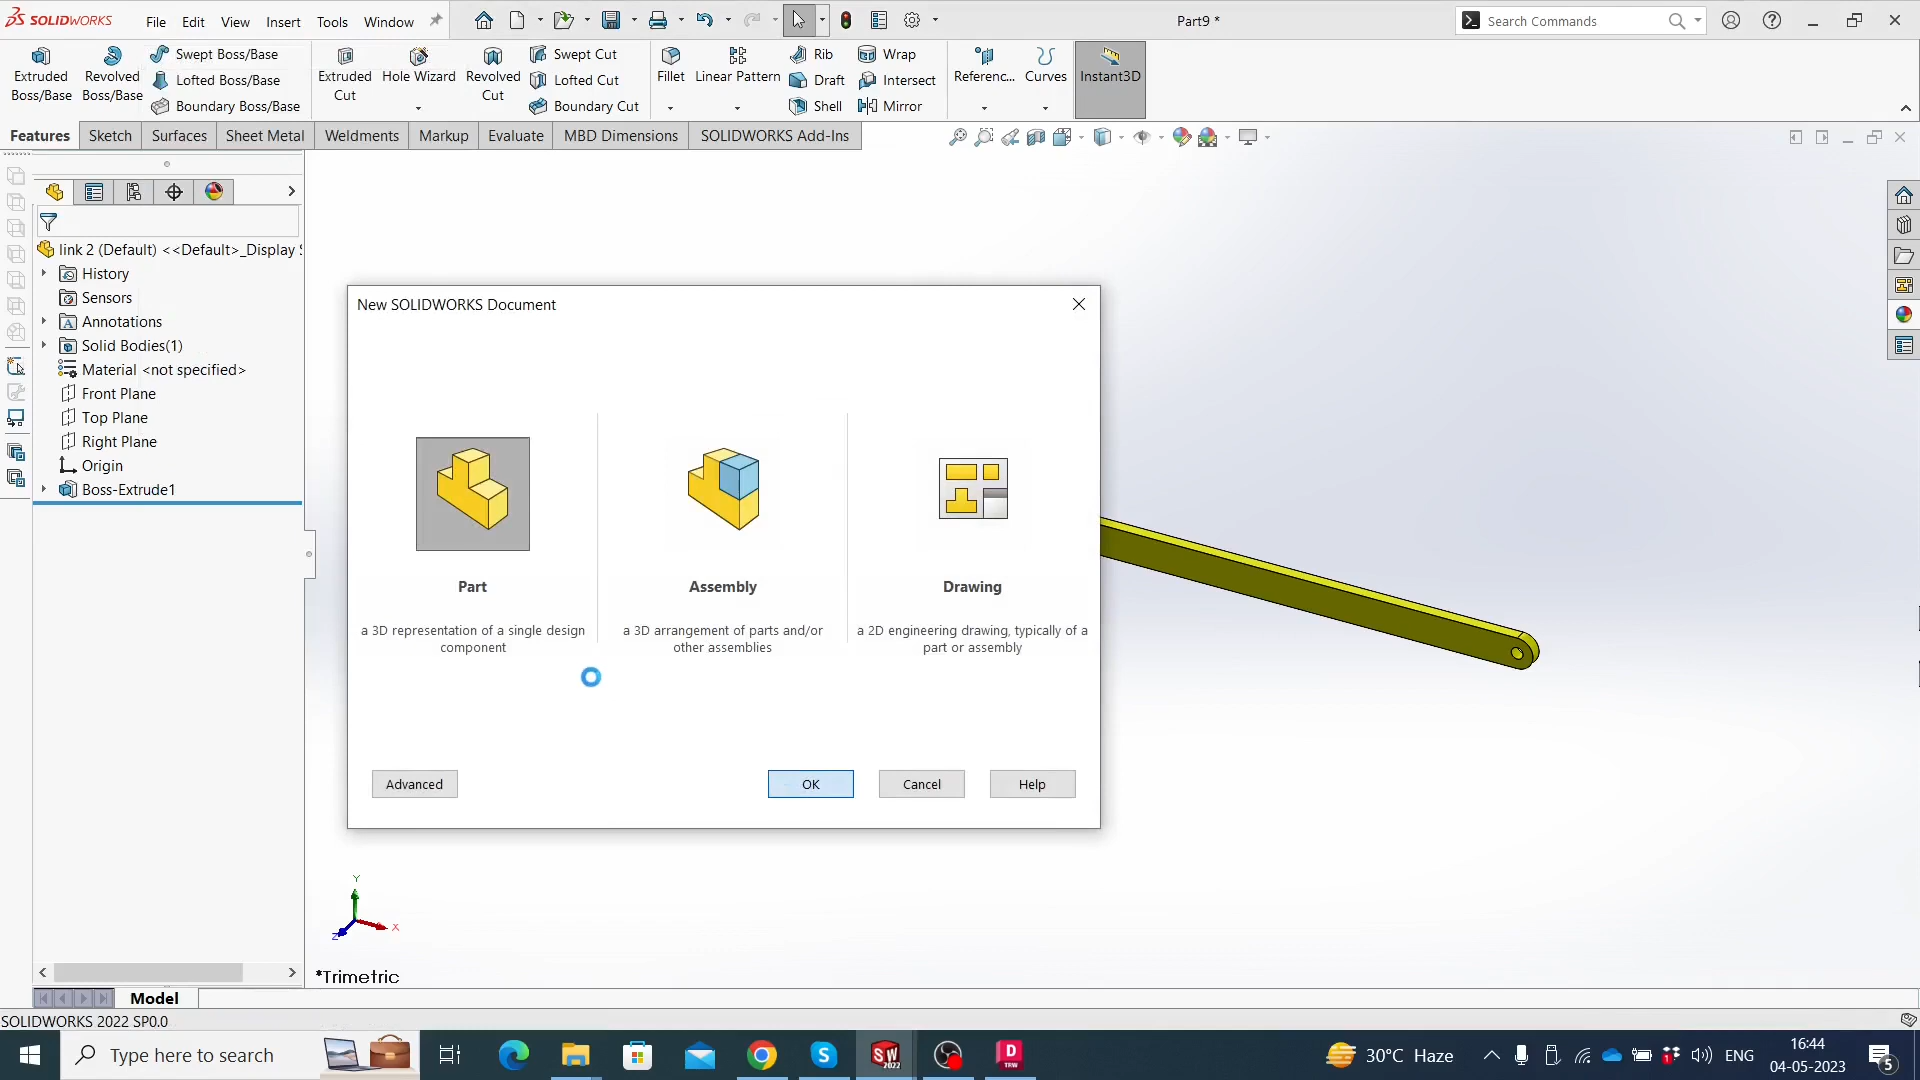 SOLIDWORKS File Edit View Insert Tools Window Part9 * Search Commands
Extruded Boss/Base
Revolved Boss/Base
Swept Boss/Base
Lofted Boss/Base
Boundary Boss/Base
Extruded Cut
Hole Wizard
Revolved Cut
Swept Cut
Lofted Cut
Boundary Cut
Fillet
Linear Pattern
Rib
Draft
Shell
Wrap
Intersect
Mirror
Referenc...
Curves
Instant3D
Features Sketch Surfaces Sheet Metal Weldments Markup Evaluate MBD Dimensions SOLIDWORKS Add-Ins
link 2 (Default) <<Default>_Display S
History
Sensors
Annotations
Solid Bodies(1)
Material <not specified>
Front Plane
Top Plane
Right Plane
Origin
Boss-Extrude1
New SOLIDWORKS Document
Part
a 3D representation of a single design
component
Assembly
a 3D arrangement of parts and/or
other assemblies
Drawing
a 2D engineering drawing, typically of a
part or assembly
Advanced OK Cancel Help
Y
X
Z
*Trimetric
Model
SOLIDWORKS 2022 SP0.0
Type here to search
SW
2022
D
TRW
30°C Haze
ENG
16:44
04-05-2023
5